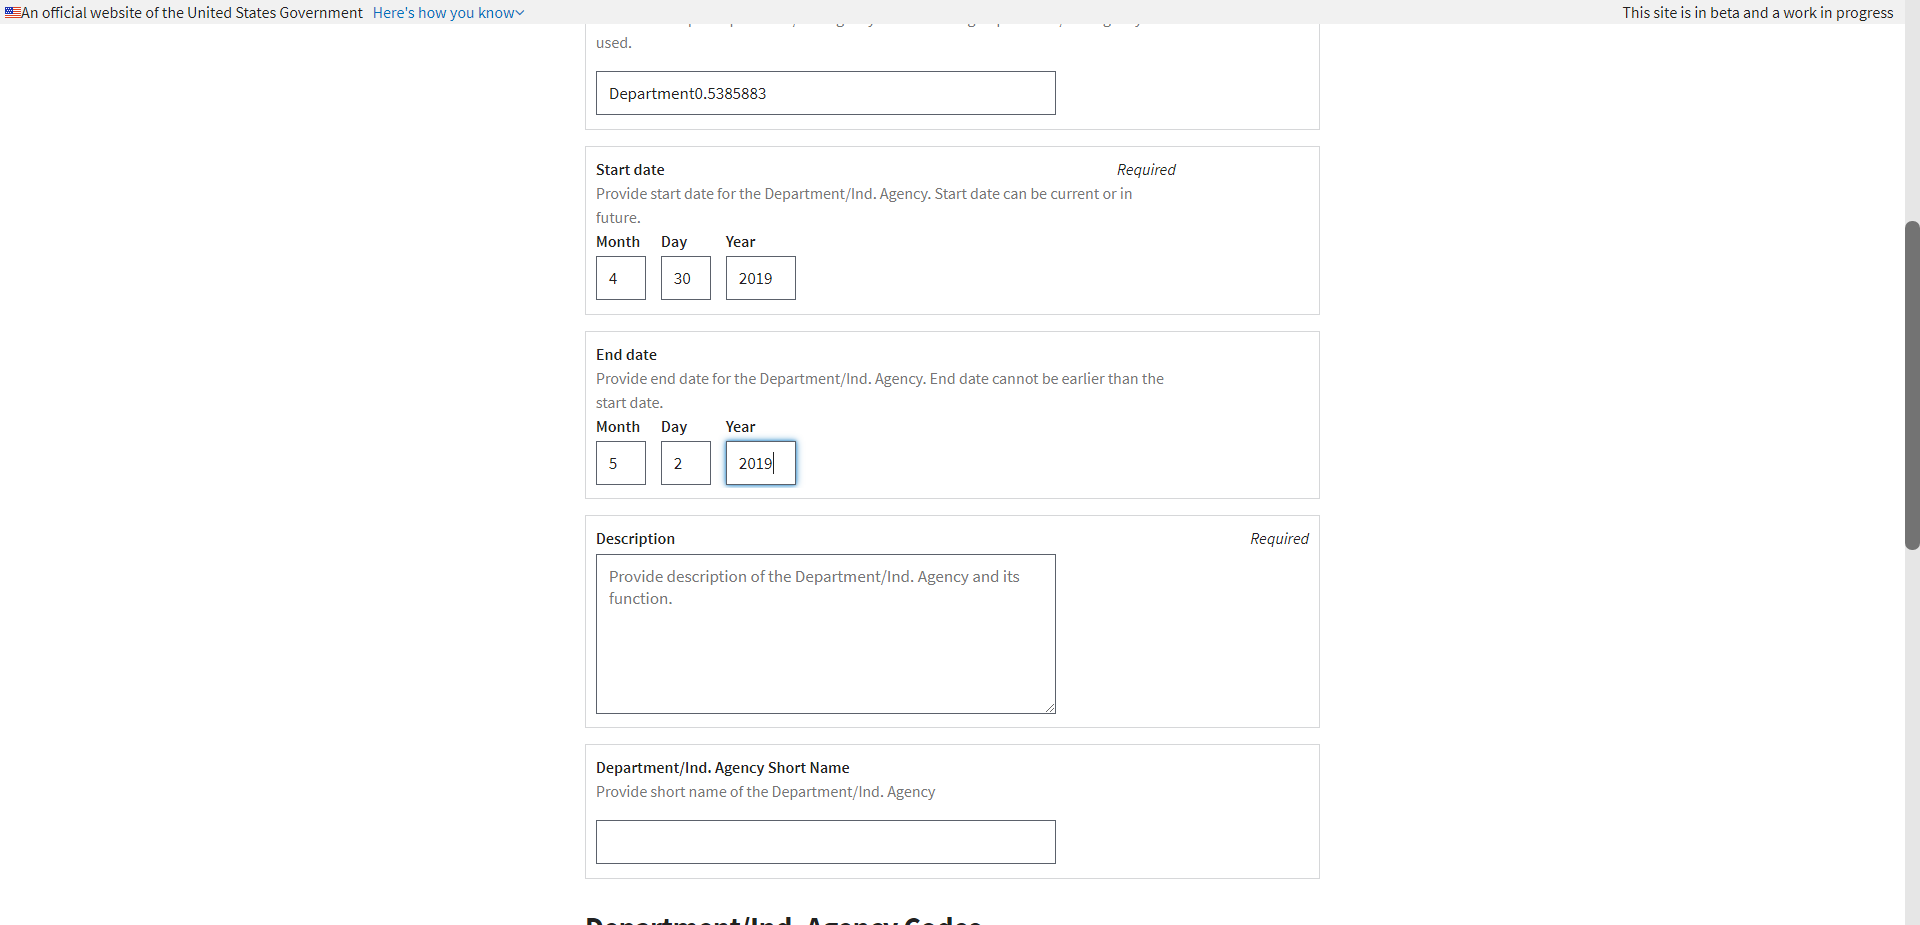 An official website of the United States Government Here's how you know
This site is in beta and a work in progress
used.
Department0.5385883
Start date Required
Provide start date for the Department/Ind. Agency. Start date can be current or in
future.
Month Day Year
4 30 2019
End date
Provide end date for the Department/Ind. Agency. End date cannot be earlier than the
start date.
Month Day Year
5 2 2019
Description Required
Provide description of the Department/Ind. Agency and its
function.
Department/Ind. Agency Short Name
Provide short name of the Department/Ind. Agency
Department/Ind. Agency Codes